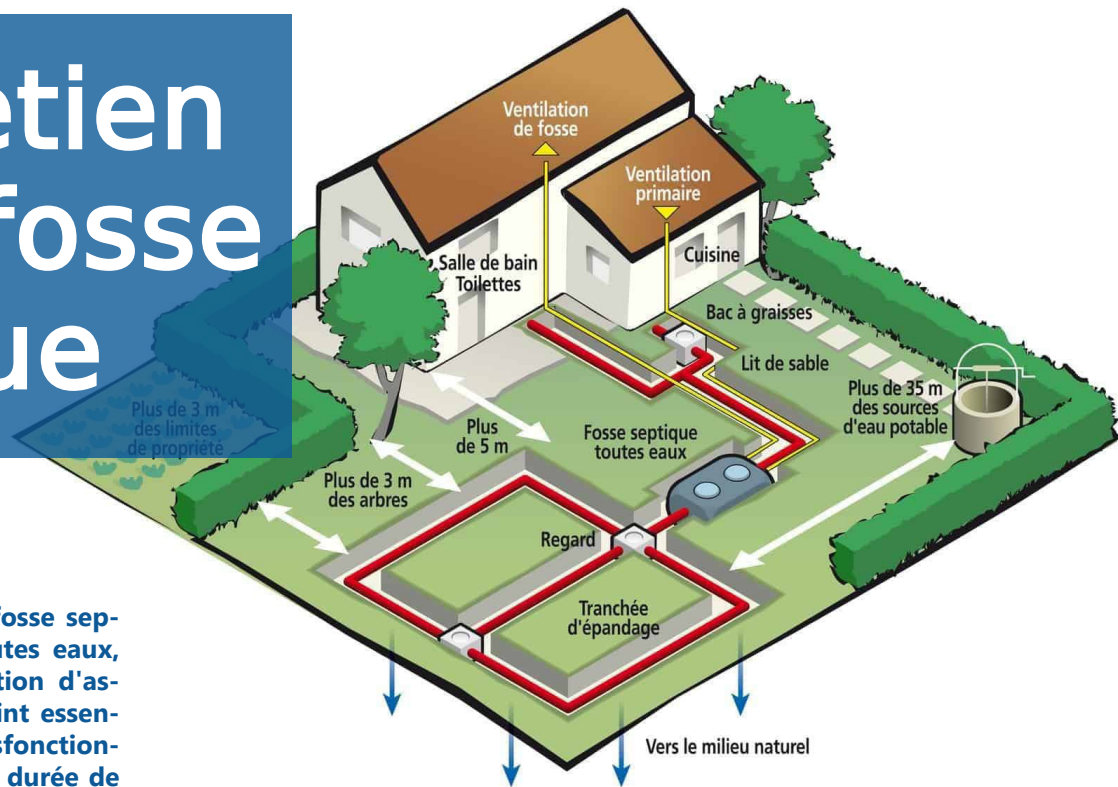 etien
fosse
ue
Ventilation
de fosse
Ventilation
primaire
Salle de bain
Toilettes
Cuisine
Bac à graisses
Lit de sable
Plus de 35 m
des sources
d'eau potable
Plus de 3 m
des limites
de propriété
Plus
de 5 m
Fosse septique
toutes eaux
Plus de 3 m
des arbres
Regard
Tranchée
d'épandage
Vers le milieu naturel
fosse sep-
utes eaux,
tion d'as-
int essen-
sfonction-
durée de